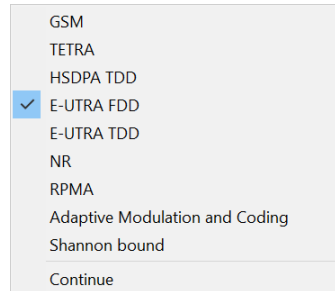 GSM
TETRA
HSDPA TDD
E-UTRA FDD
E-UTRA TDD
NR
RPMA
Adaptive Modulation and Coding
Shannon bound
Continue